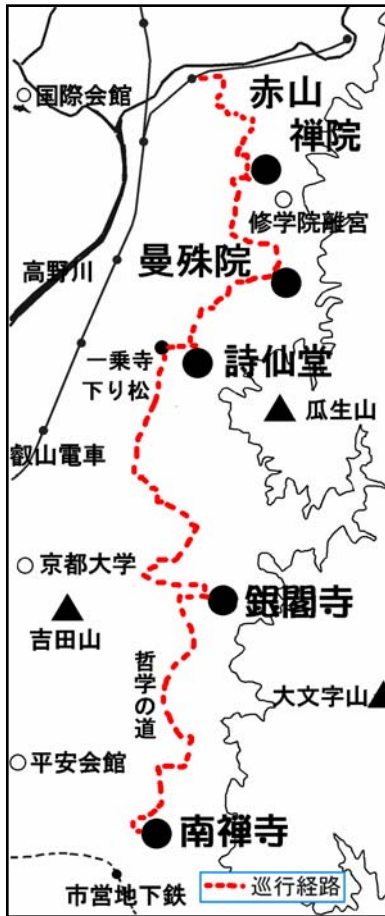 国際会館
赤山
禅院
修学院離宮
高野川
曼殊院
一乗寺
下り松
詩仙堂
瓜生山
叡山電車
京都大学
銀閣寺
吉田山
哲学の道
大文字山
平安会館
南禅寺
市営地下鉄
巡行経路